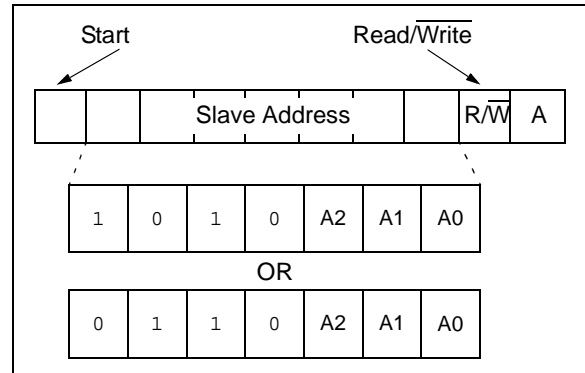 Start Read/Write
Slave Address R/W A
1 0 1 0 A2 A1 A0
OR
0 1 1 0 A2 A1 A0